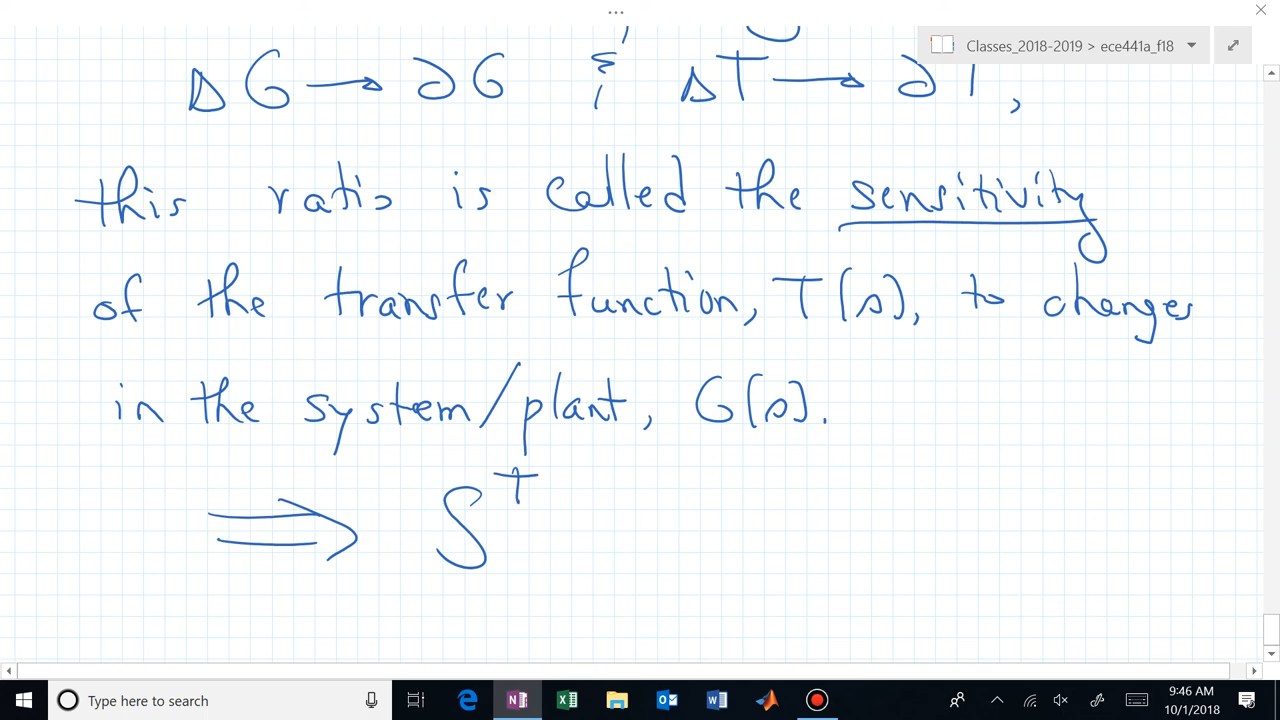 ...
Classes_2018-2019 > ece441a_f18
ΔG → ∂G & ΔT → ∂T,
this ratio is called the sensitivity
of the transfer function, T(s), to changes
in the system/plant, G(s).
⇒ S^T
Type here to search
9:46 AM
10/1/2018